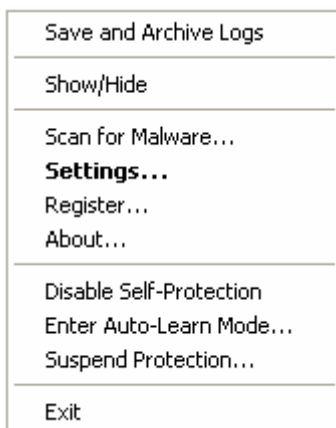 Save and Archive Logs
Show/Hide
Scan for Malware...
Settings...
Register...
About...
Disable Self-Protection
Enter Auto-Learn Mode...
Suspend Protection...
Exit